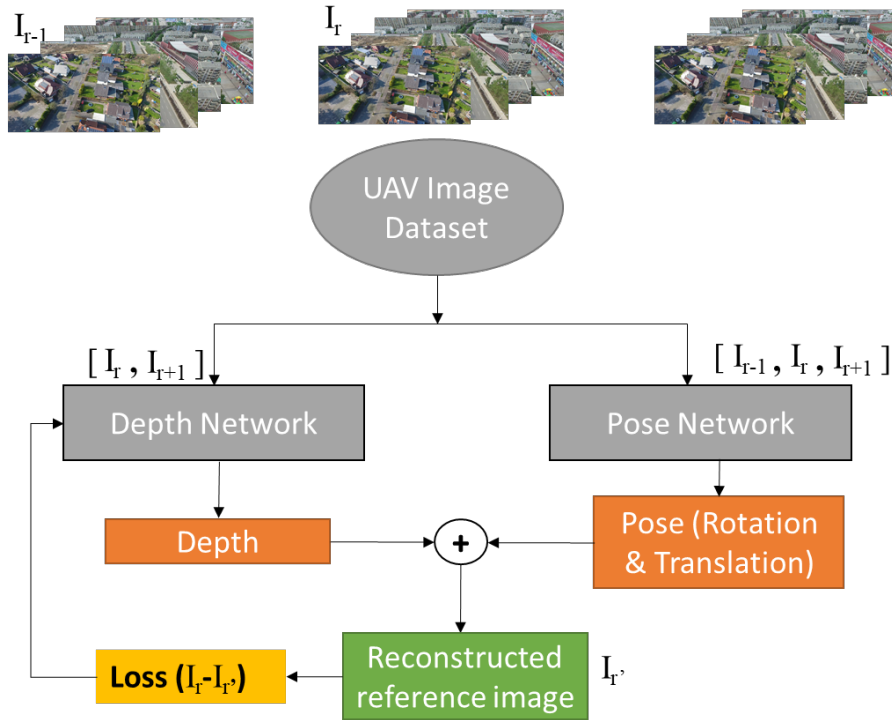 I_{r-1}
I_r
UAV Image
Dataset
[ I_r , I_{r+1} ]
[ I_{r-1} , I_r , I_{r+1} ]
Depth Network
Pose Network
Depth
+
Pose (Rotation
& Translation)
Loss (I_r-I_{r’})
Reconstructed
reference image
I_{r’}